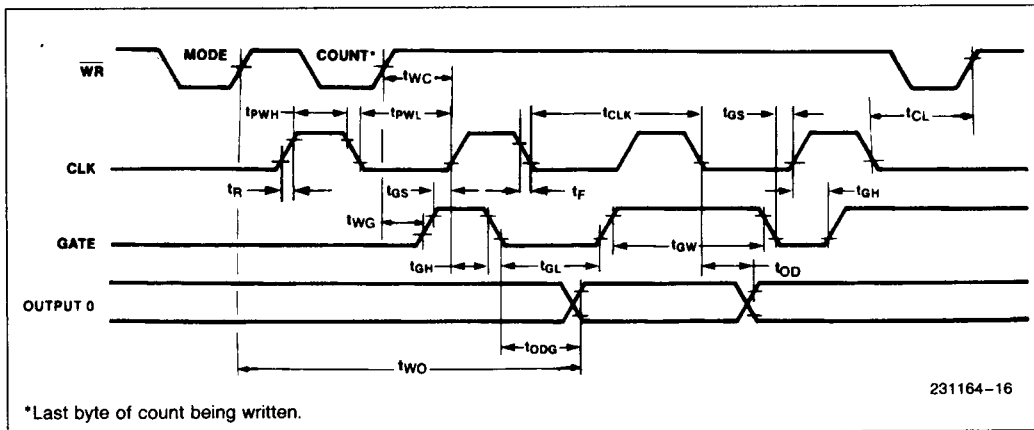 MODE
COUNT*
WR
tWC
tPWH
tPWL
tCLK
tGS
tCL
CLK
tR
tGS
tF
tGH
tWG
GATE
tGH
tGL
tGW
tOD
OUTPUT 0
tODG
tWO
231164–16
*Last byte of count being written.